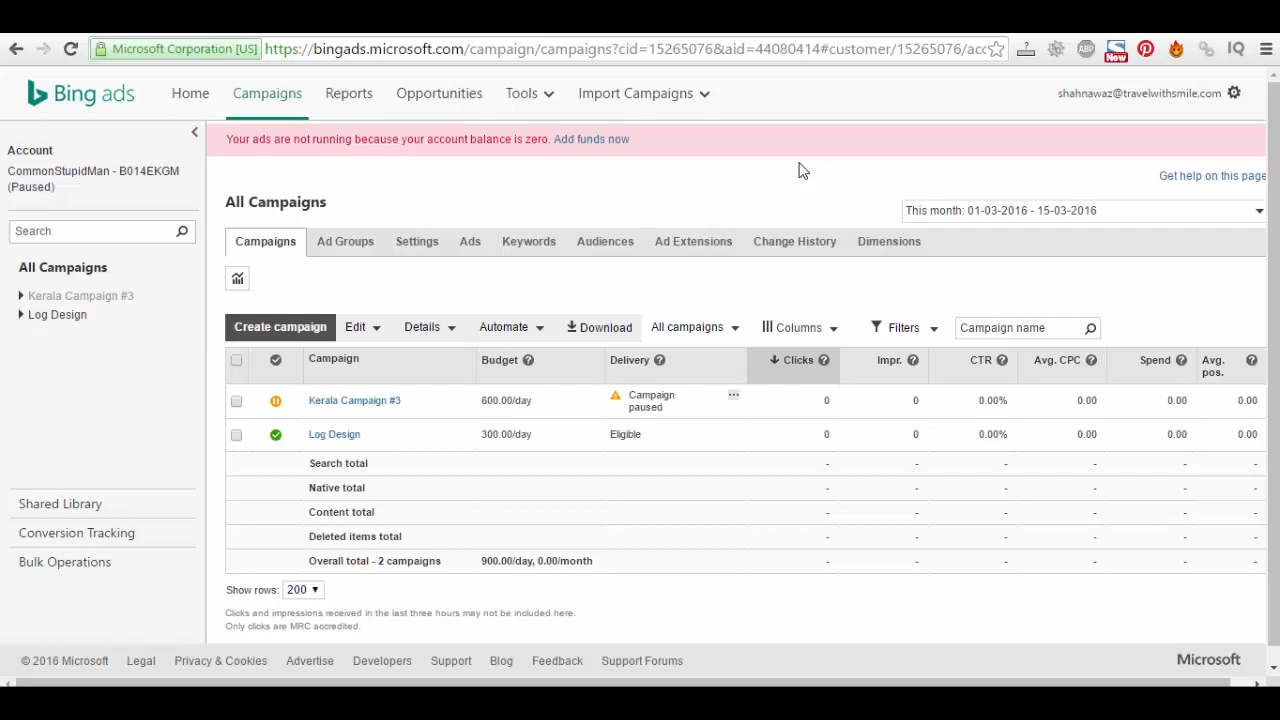 Microsoft Corporation [US] https://bingads.microsoft.com/campaign/campaigns?cid=15265076&aid=44080414#customer/15265076/acc
ABP
New
IQ
Bing ads Home Campaigns Reports Opportunities Tools Import Campaigns shahnawaz@travelwithsmile.com
Your ads are not running because your account balance is zero. Add funds now
Account
CommonStupidMan - B014EKGM
(Paused)
Search
All Campaigns
Kerala Campaign #3
Log Design
Shared Library
Conversion Tracking
Bulk Operations
Get help on this page
All Campaigns
This month: 01-03-2016 - 15-03-2016
Campaigns Ad Groups Settings Ads Keywords Audiences Ad Extensions Change History Dimensions
Create campaign Edit Details Automate Download All campaigns Columns Filters Campaign name
Campaign Budget Delivery Clicks Impr. CTR Avg. CPC Spend Avg.
pos.
Kerala Campaign #3 600.00/day Campaign ... 0 0 0.00% 0.00 0.00 0.00
paused
Log Design 300.00/day Eligible 0 0 0.00% 0.00 0.00 0.00
Search total - - - - - -
Native total - - - - - -
Content total - - - - - -
Deleted items total - - - - - -
Overall total - 2 campaigns 900.00/day, 0.00/month - - - - - -
Show rows: 200
Clicks and impressions received in the last three hours may not be included here.
Only clicks are MRC accredited.
© 2016 Microsoft Legal Privacy & Cookies Advertise Developers Support Blog Feedback Support Forums Microsoft